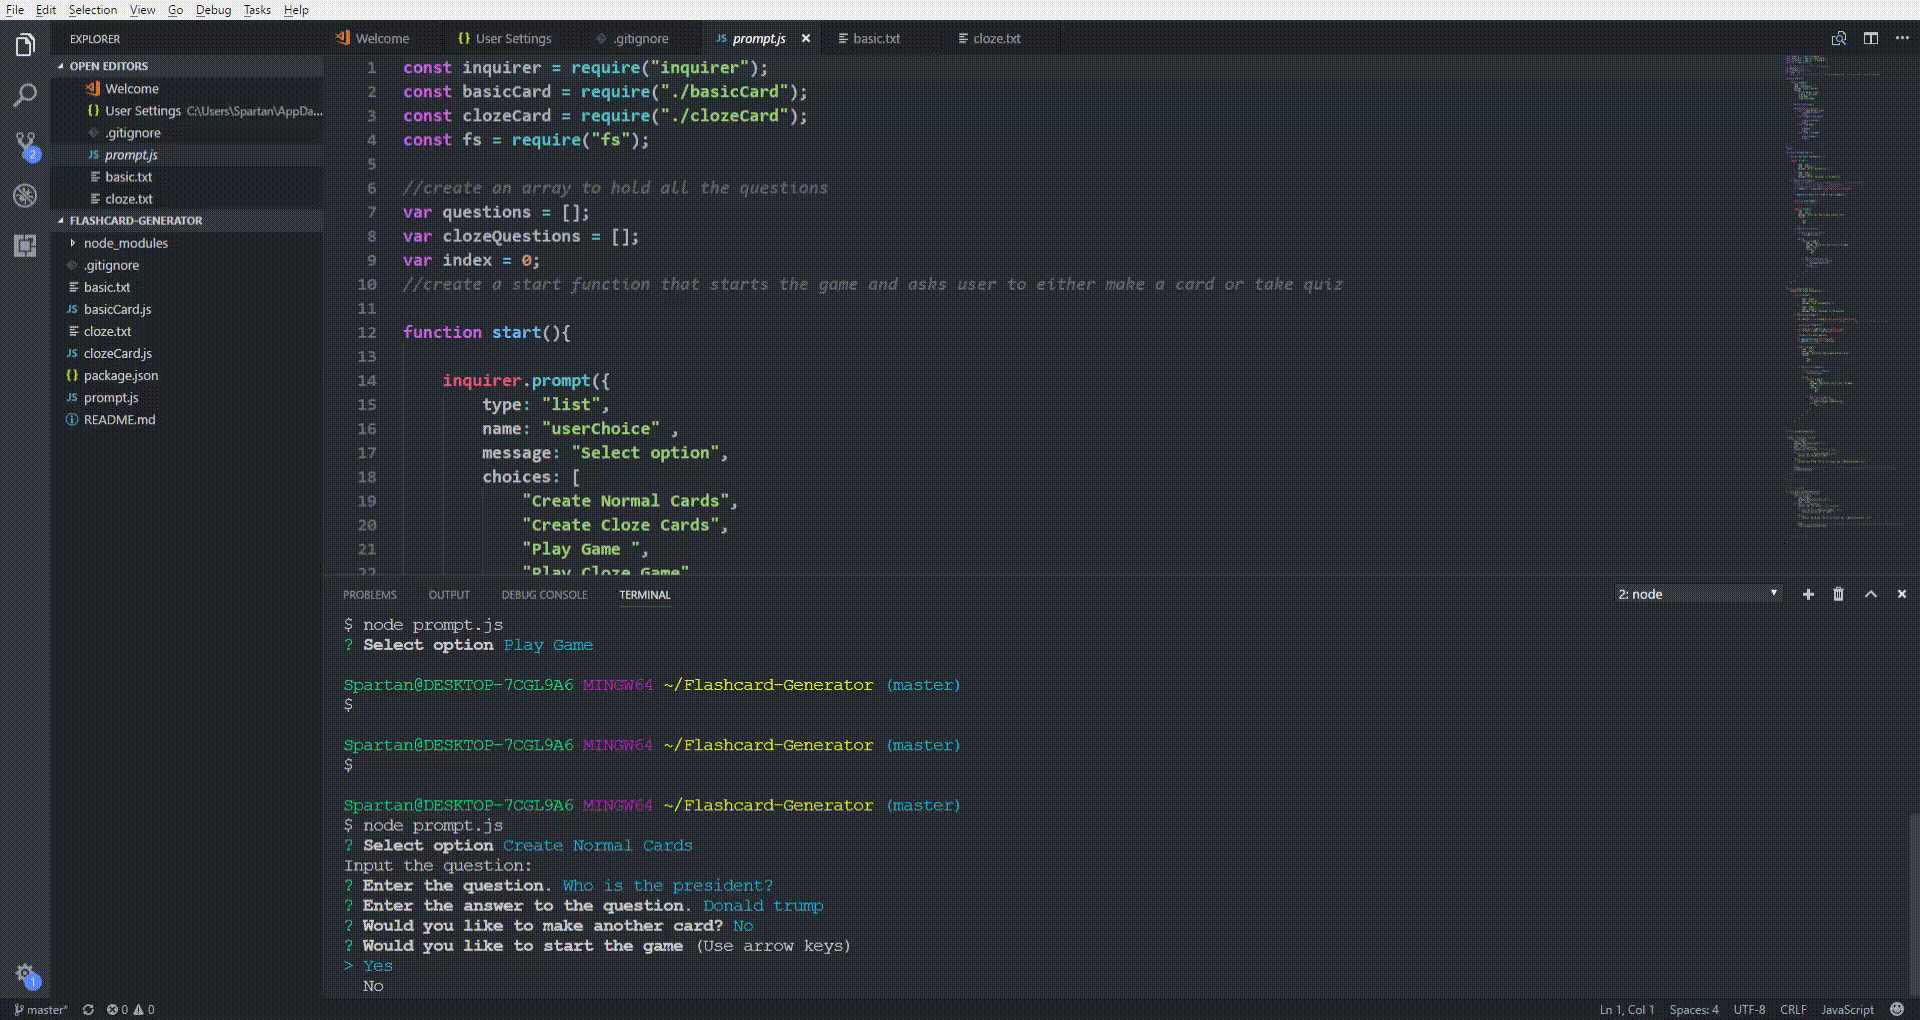 File Edit Selection View Go Debug Tasks Help
EXPLORER
OPEN EDITORS
Welcome
{} User Settings C:\Users\Spartan\AppDa...
.gitignore
JS prompt.js
basic.txt
cloze.txt
FLASHCARD-GENERATOR
node_modules
.gitignore
basic.txt
JS basicCard.js
cloze.txt
JS clozeCard.js
{} package.json
JS prompt.js
README.md
2
1
Welcome {} User Settings .gitignore JS prompt.js × basic.txt cloze.txt
1 const inquirer = require("inquirer");
2 const basicCard = require("./basicCard");
3 const clozeCard = require("./clozeCard");
4 const fs = require("fs");
5
6 //create an array to hold all the questions
7 var questions = [];
8 var clozeQuestions = [];
9 var index = 0;
10 //create a start function that starts the game and asks user to either make a card or take quiz
11
12 function start(){
13
14 inquirer.prompt({
15 type: "list",
16 name: "userChoice" ,
17 message: "Select option",
18 choices: [
19 "Create Normal Cards",
20 "Create Cloze Cards",
21 "Play Game ",
22 "Play Cloze Game"
PROBLEMS OUTPUT DEBUG CONSOLE TERMINAL 2: node
$ node prompt.js
? Select option Play Game
Spartan@DESKTOP-7CGL9A6 MINGW64 ~/Flashcard-Generator (master)
$
Spartan@DESKTOP-7CGL9A6 MINGW64 ~/Flashcard-Generator (master)
$
Spartan@DESKTOP-7CGL9A6 MINGW64 ~/Flashcard-Generator (master)
$ node prompt.js
? Select option Create Normal Cards
Input the question:
? Enter the question. Who is the president?
? Enter the answer to the question. Donald trump
? Would you like to make another card? No
? Would you like to start the game (Use arrow keys)
> Yes
No
master* 0 0 Ln 1, Col 1 Spaces: 4 UTF-8 CRLF JavaScript